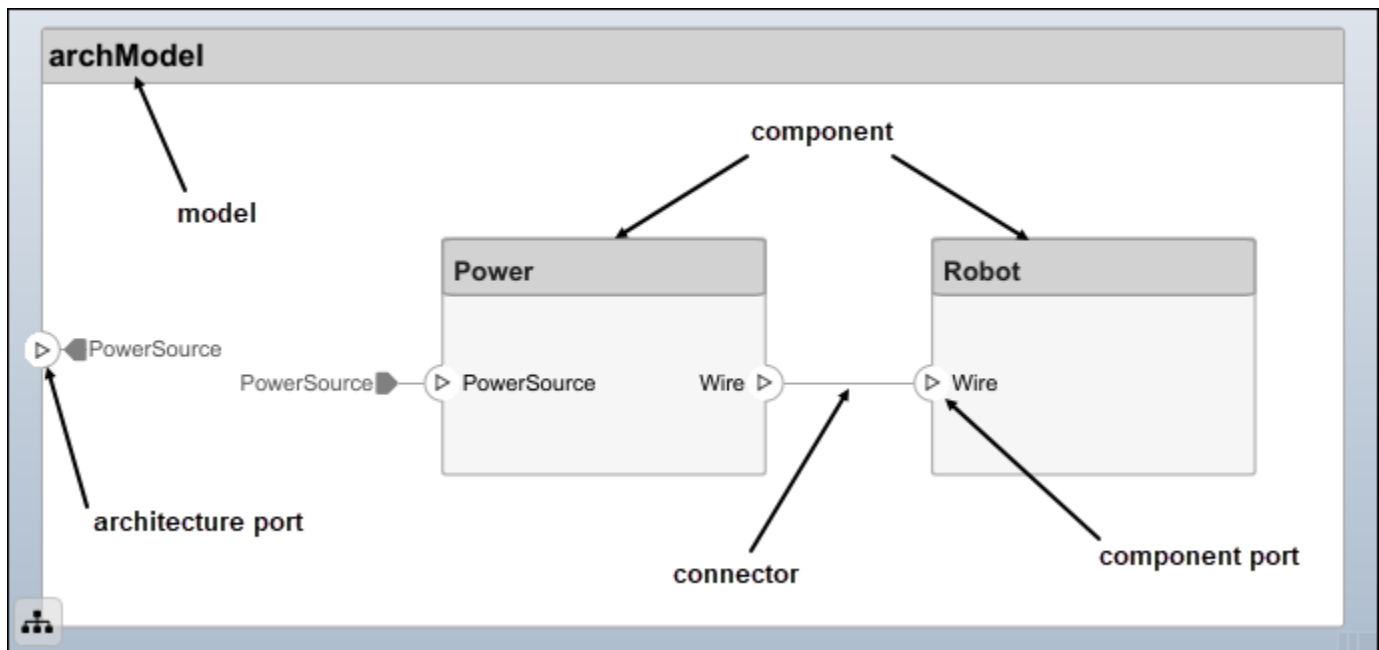 archModel
component
model
Power
Robot
PowerSource
PowerSource
PowerSource
Wire
Wire
architecture port
connector
component port